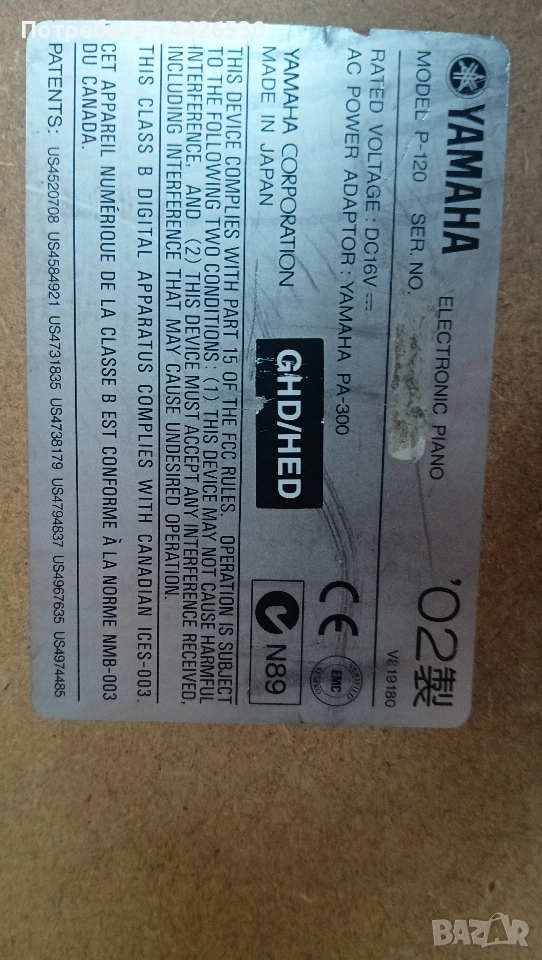 Потребител 4426530
YAMAHA ELECTRONIC PIANO '02製
MODEL P-120 SER. NO.
V819180
RATED VOLTAGE : DC16V
AC POWER ADAPTOR : YAMAHA PA-300
CE
EMC
YAMAHA CORPORATION
MADE IN JAPAN
GHD/HED
N89
THIS DEVICE COMPLIES WITH PART 15 OF THE FCC RULES. OPERATION IS SUBJECT
TO THE FOLLOWING TWO CONDITIONS : (1) THIS DEVICE MAY NOT CAUSE HARMFUL
INTERFERENCE, AND (2) THIS DEVICE MUST ACCEPT ANY INTERFERENCE RECEIVED,
INCLUDING INTERFERENCE THAT MAY CAUSE UNDESIRED OPERATION.
THIS CLASS B DIGITAL APPARATUS COMPLIES WITH CANADIAN ICES-003.
CET APPAREIL NUMÉRIQUE DE LA CLASSE B EST CONFORME À LA NORME NMB-003
DU CANADA.
PATENTS: US4520708 US4584921 US4731835 US4738179 US4794837 US4967635 US4974485
BAZAR